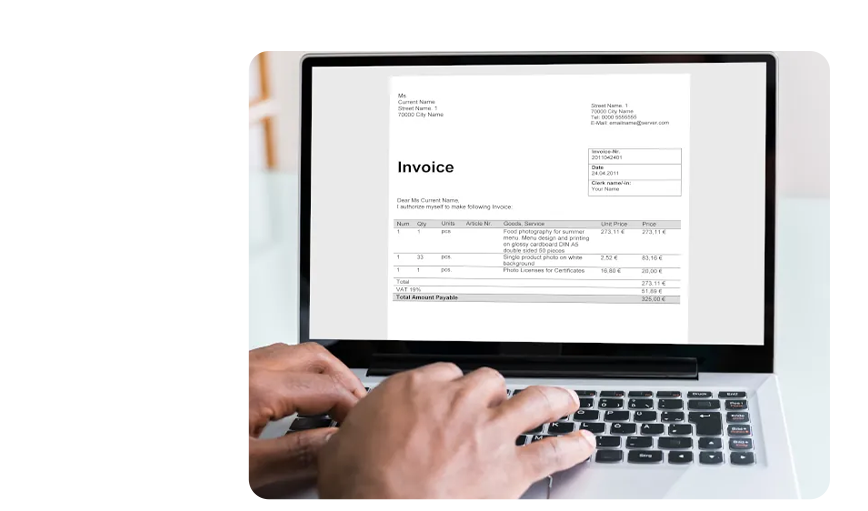 Ms
Current Name
Street Name. 1
70000 City Name
Street Name. 1
70000 City Name
Tel: 0000 5555555
E-Mail: emailname@server.com
Invoice-Nr.
2011042401
Date
24.04.2011
Clerk name/-in:
Your Name
Invoice
Dear Ms Current Name,
I authorize myself to make following Invoice.
Num Qty Units Article Nr. Goods, Service Unit Price Price
1 1 pcs. Food photography for summer 273,11 € 273,11 €
menu. Menu design and printing
on glossy cardboard DIN A5
double sided 50 pieces
1 33 pcs. Single product photo on white 2,52 € 83,16 €
background
1 1 pcs. Photo Licenses for Certificates 16,80 € 20,00 €
Total 273,11 €
VAT 19% 51,89 €
Total Amount Payable 325,00 €